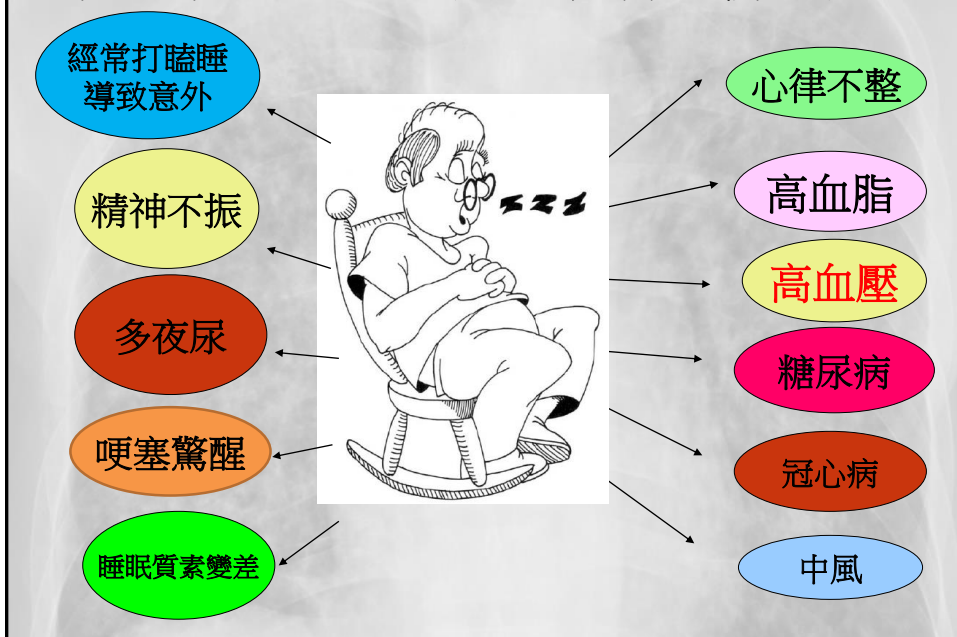 經常打瞌睡
導致意外
精神不振
多夜尿
哽塞驚醒
睡眠質素變差
zzz
心律不整
高血脂
高血壓
糖尿病
冠心病
中風